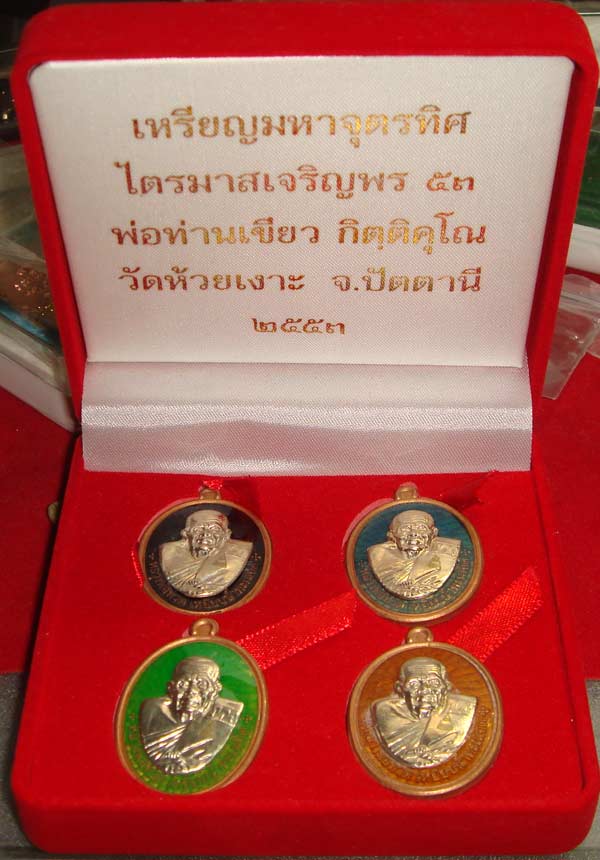 เหรียญมหาจุตรทิศ
ไตรมาสเจริญพร ๕๓
พ่อท่านเขียว กิตฺติคุโณ
วัดห้วยเงาะ จ.ปัตตานี
๒๕๕๓